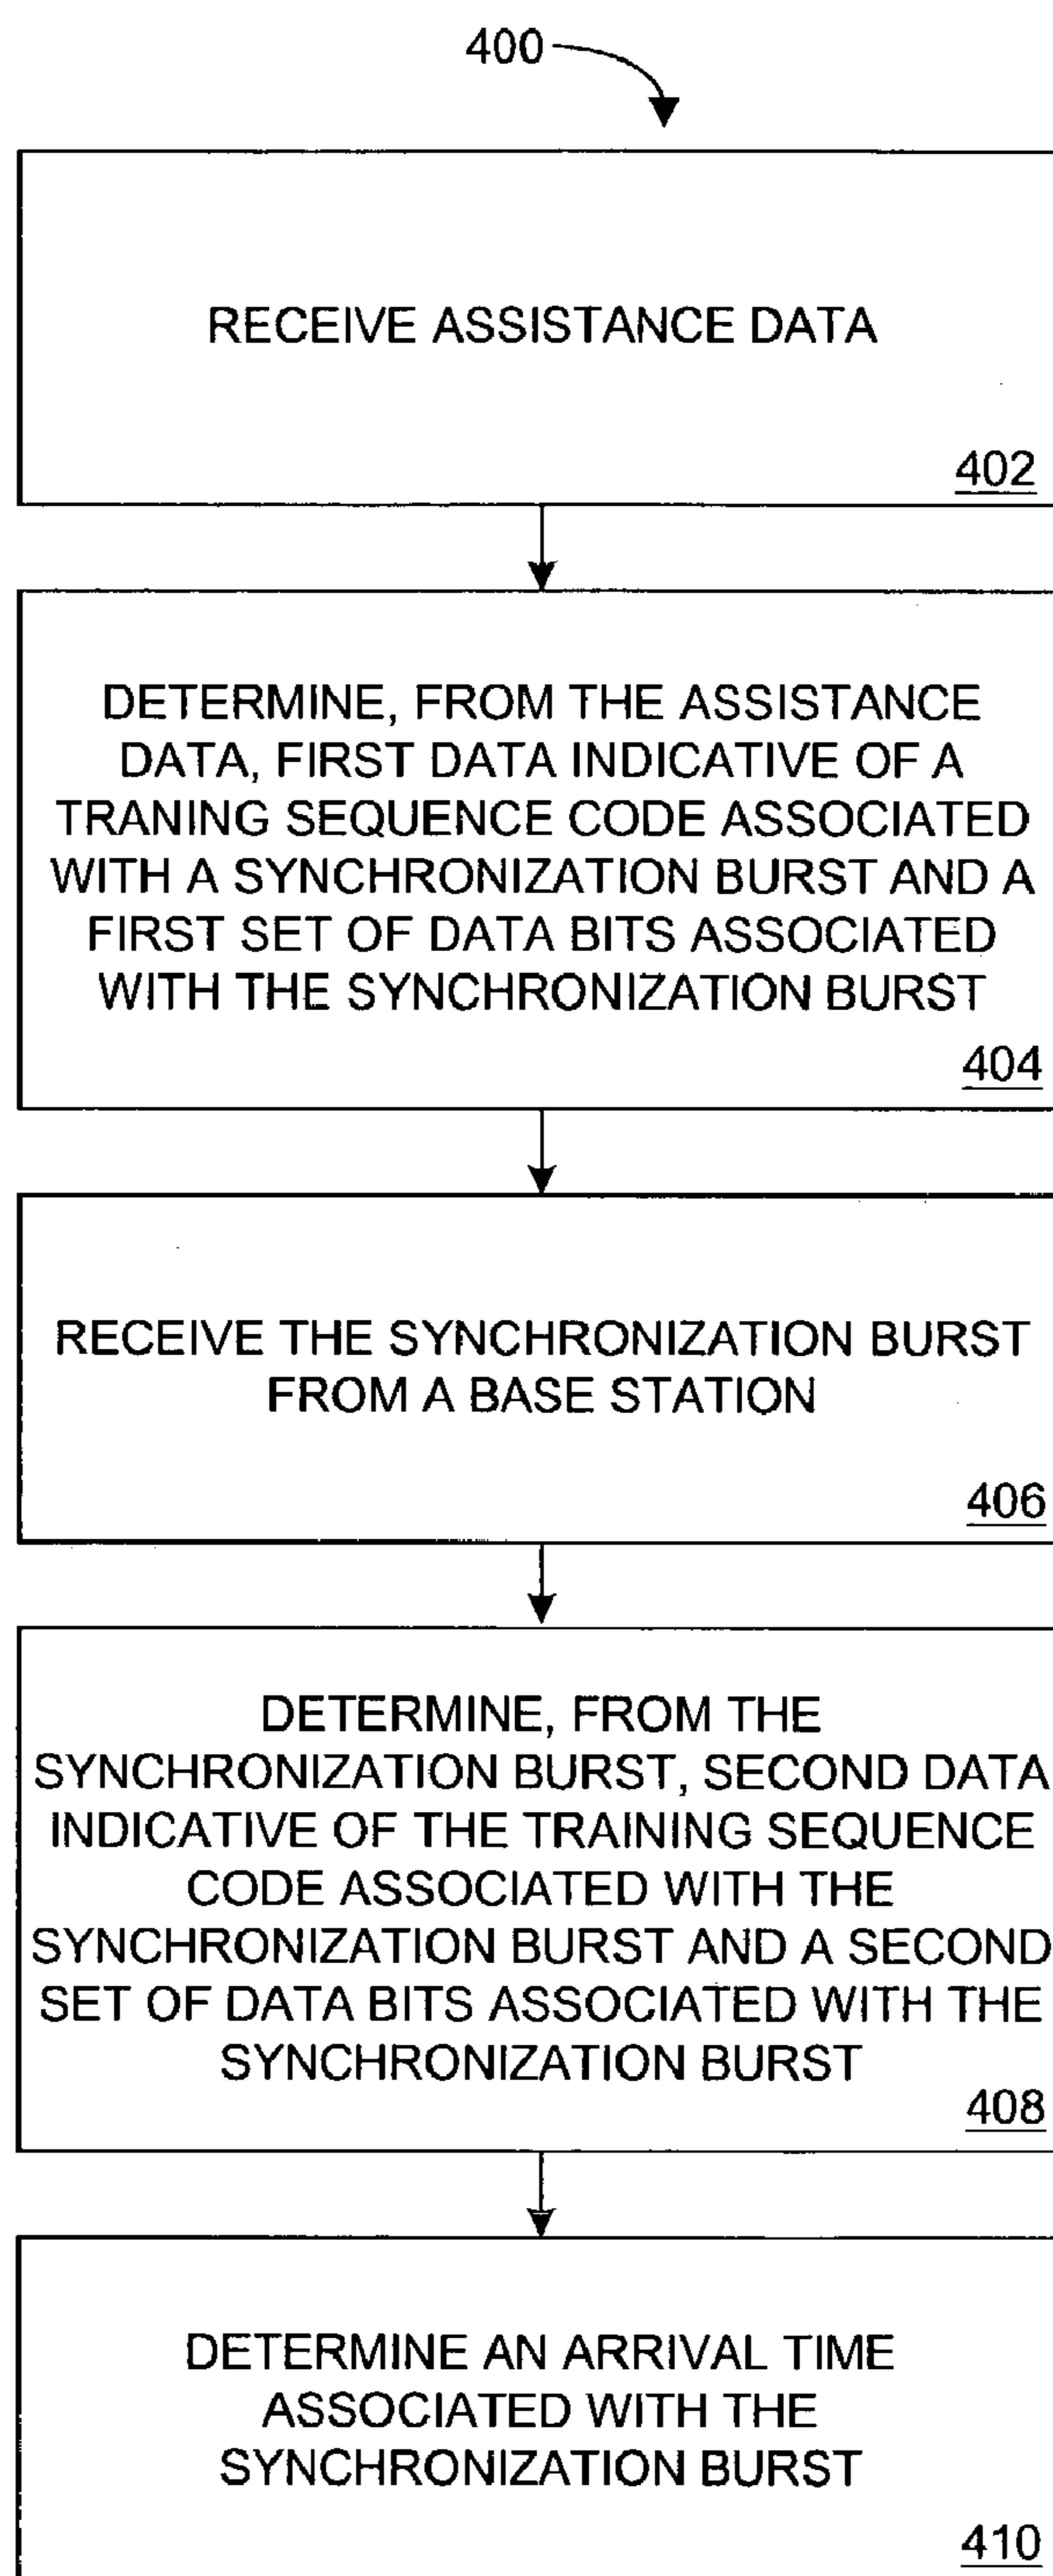 400
RECEIVE ASSISTANCE DATA
402
DETERMINE, FROM THE ASSISTANCE
DATA, FIRST DATA INDICATIVE OF A
TRANING SEQUENCE CODE ASSOCIATED
WITH A SYNCHRONIZATION BURST AND A
FIRST SET OF DATA BITS ASSOCIATED
WITH THE SYNCHRONIZATION BURST
404
RECEIVE THE SYNCHRONIZATION BURST
FROM A BASE STATION
406
DETERMINE, FROM THE
SYNCHRONIZATION BURST, SECOND DATA
INDICATIVE OF THE TRAINING SEQUENCE
CODE ASSOCIATED WITH THE
SYNCHRONIZATION BURST AND A SECOND
SET OF DATA BITS ASSOCIATED WITH THE
SYNCHRONIZATION BURST
408
DETERMINE AN ARRIVAL TIME
ASSOCIATED WITH THE
SYNCHRONIZATION BURST
410